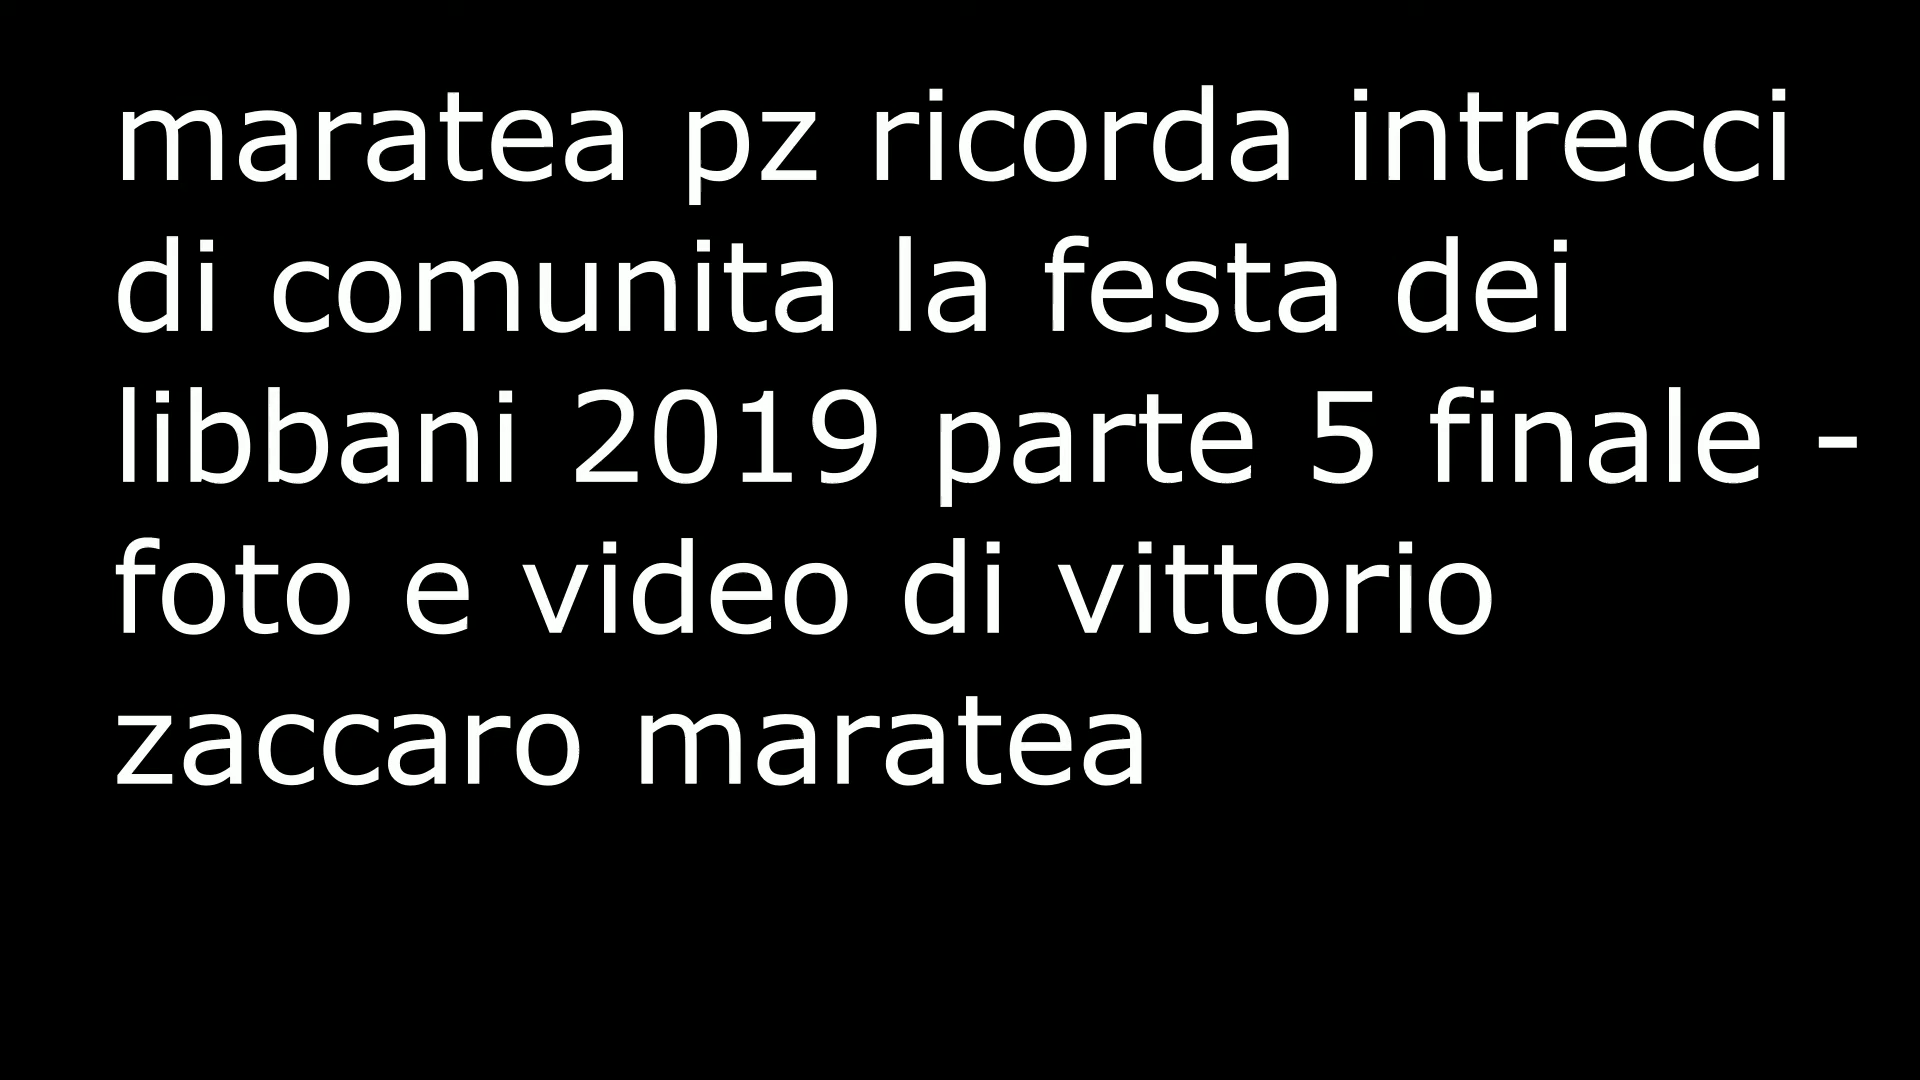 maratea pz ricorda intrecci
di comunita la festa dei
libbani 2019 parte 5 finale -
foto e video di vittorio
zaccaro maratea